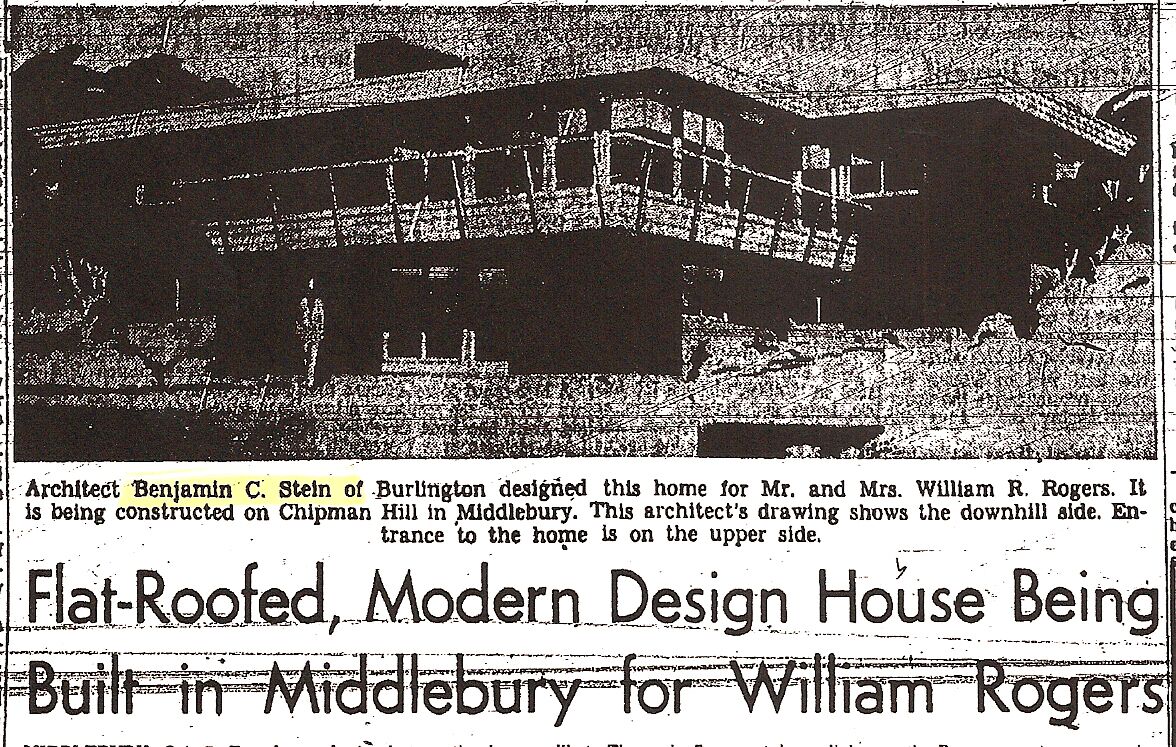 Architect Benjamin C. Stein of Burlington designed this home for Mr. and Mrs. William R. Rogers. It
is being constructed on Chipman Hill in Middlebury. This architect's drawing shows the downhill side. En-
trance to the home is on the upper side.
Flat-Roofed, Modern Design House Being
Built in Middlebury for William Rogers